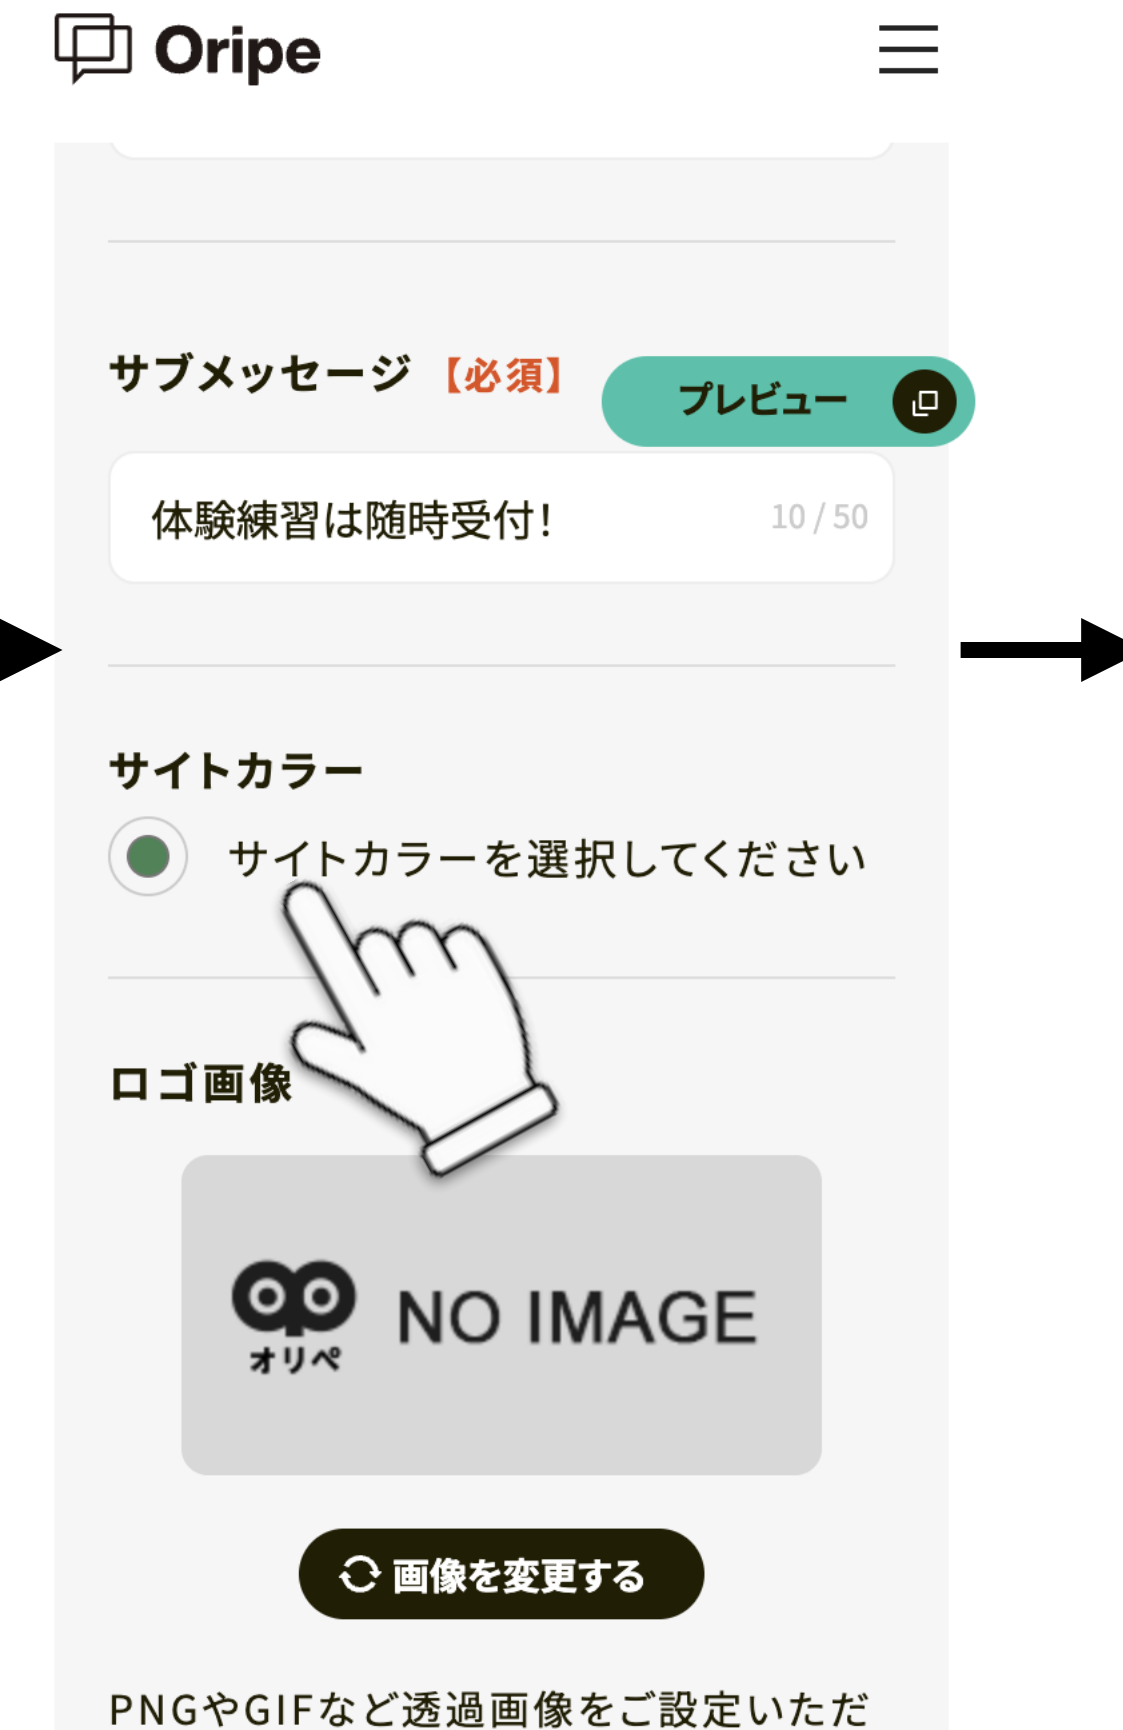 Oripe
サブメッセージ【必須】
プレビュー
体験練習は随時受付！
10 / 50
サイトカラー
サイトカラーを選択してください
ロゴ画像
オリペ
NO IMAGE
画像を変更する
PNGやGIFなど透過画像をご設定いただ